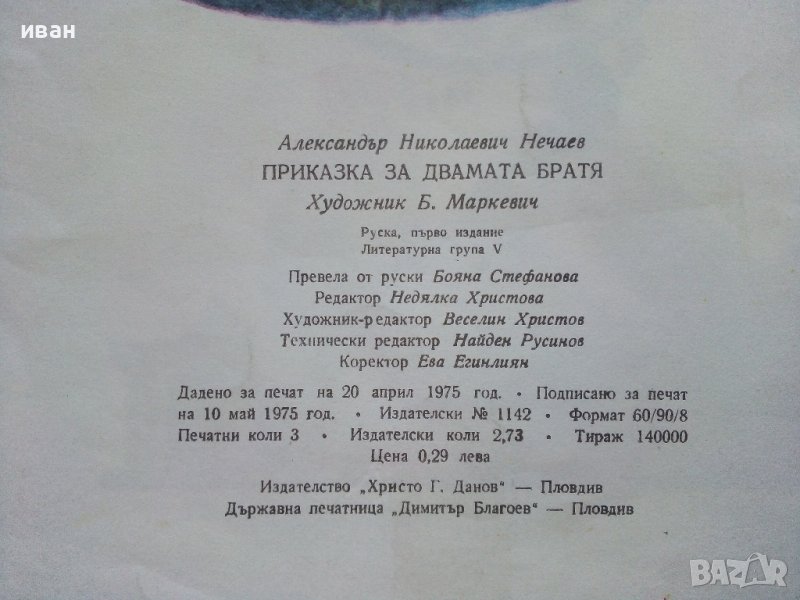 иван
Александър Николаевич Нечаев
ПРИКАЗКА ЗА ДВАМАТА БРАТЯ
Художник Б. Маркевич
Руска, първо издание
Литературна група V
Превела от руски Бояна Стефанова
Редактор Недялка Христова
Художник-редактор Веселин Христов
Технически редактор Найден Русинов
Коректор Ева Егинлиян
Дадено за печат на 20 април 1975 год. • Подписано за печат
на 10 май 1975 год. • Издателски № 1142 • Формат 60/90/8
Печатни коли 3 • Издателски коли 2,73 • Тираж 140000
Цена 0,29 лева
Издателство „Христо Г. Данов“ — Пловдив
Държавна печатница „Димитър Благоев“ — Пловдив
BAZAR